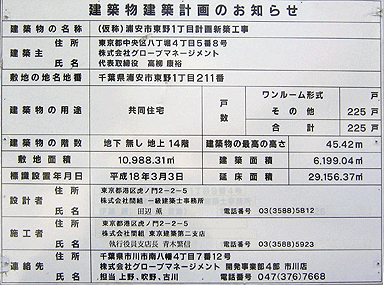 建築物建築計画のお知らせ
建築物の名称 (仮称)浦安市東野1丁目計画新築工事
建築主 住所 東京都中央区八丁堀4丁目5番8号
氏名 株式会社グローブマネージメント
代表取締役 高柳 康裕
敷地の地名地番 千葉県浦安市東野1丁目211番
建築物の用途 共同住宅 戸数 ワンルーム形式 戸
その他 225戸
合計 225戸
建築物の階数 地下 無し 地上 14階 建築物の最高の高さ 45.42m
敷地面積 10,988.31㎡ 建築面積 6,199.04㎡
標識設置年月日 平成18年3月3日 延床面積 29,156.37㎡
設計者 住所 東京都港区虎ノ門2-2-5
氏名 株式会社間組 一級建築士事務所
田辺 薫 電話番号 03(3588)5812
施工者 住所 東京都港区虎ノ門2-2-5
氏名 株式会社間組 東京建築第二支店
執行役員支店長 青木繁信 電話番号 03(3588)5923
連絡先 住所 千葉県市川市南八幡4丁目7番12号
氏名 株式会社グローブマネージメント 開発事業部4部 市川店
担当 上野、吹野、古川 電話番号 047(376)7668